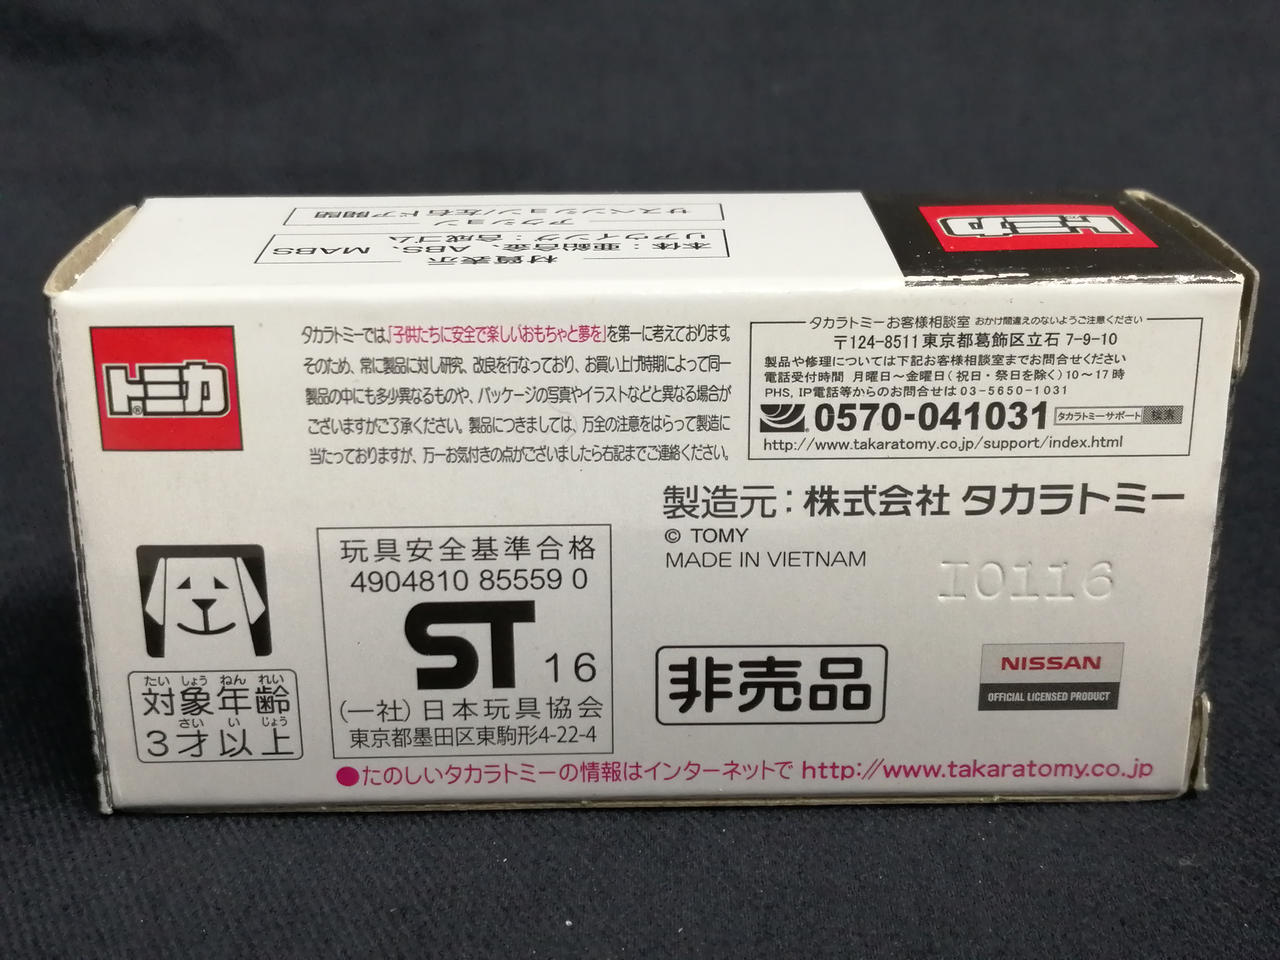 トミカ
サスペンション/左右ドア開閉
アクション
リアウイング:合成ゴム
本体:亜鉛合金、ABS、MABS
材質表示
トミカ®
タカラトミーでは、「子供たちに安全で楽しいおもちゃと夢を」を第一に考えております。
そのため、常に製品に対し研究、改良を行なっており、お買い上げ時期によって同一
製品の中にも多少異なるものや、パッケージの写真やイラストなどと異なる場合が
ございますがご了承ください。製品につきましては、万全の注意をはらって製造に
当たっておりますが、万一お気付きの点がございましたら右記までご連絡ください。
タカラトミーお客様相談室 おかけ間違えのないようご注意ください
〒124-8511 東京都葛飾区立石 7-9-10
製品や修理については下記お客様相談室までお問合せください
電話受付時間 月曜日〜金曜日(祝日・祭日を除く)10〜17時
PHS, IP電話等からのお問合せは 03-5650-1031
0570-041031 タカラトミーサポート 検索
http://www.takaratomy.co.jp/support/index.html
製造元:株式会社 タカラトミー
© TOMY
MADE IN VIETNAM
I0116
玩具安全基準合格
4904810 85559 0
ST 16
(一社)日本玩具協会
東京都墨田区東駒形4-22-4
たい しょう ねん れい
対象年齢
さい い じょう
3才以上
非売品
NISSAN
OFFICIAL LICENSED PRODUCT
●たのしいタカラトミーの情報はインターネットで http://www.takaratomy.co.jp